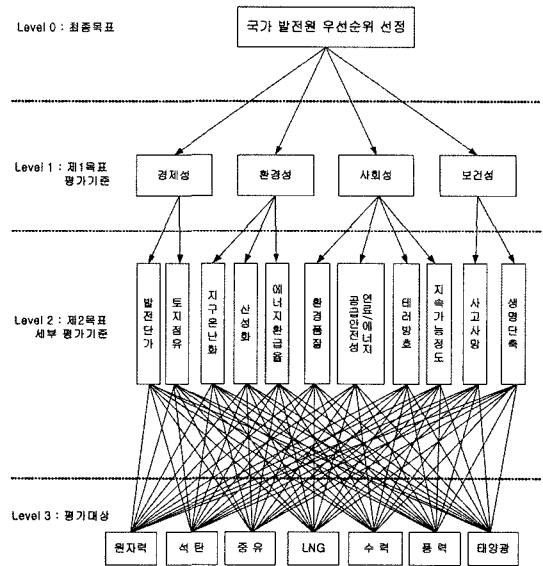 Level 0 : 최종목표
국가 발전원 우선순위 선정
Level 1 : 제1목표
평가기준
경제성
환경성
사회성
보건성
Level 2 : 제2목표
세부 평가기준
발전단가
토지점유
지구온난화
산성화
에너지환급율
환경품질
연료/에너지
공급안전성
테러방호
지속가능정도
사고사망
생명단축
Level 3 : 평가대상
원자력
석 탄
중 유
LNG
수 력
풍 력
태양광